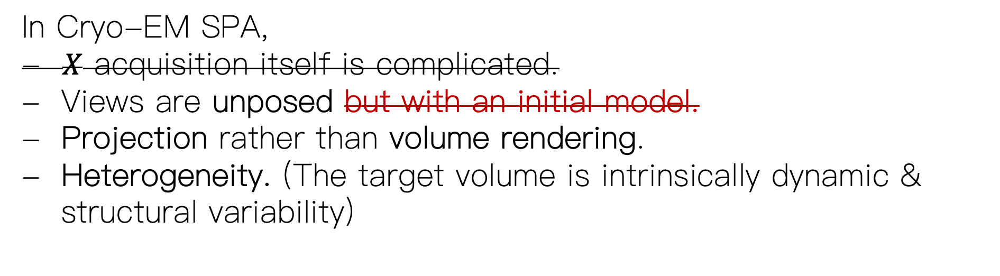 In Cryo-EM SPA,
- X acquisition itself is complicated.
- Views are unposed but with an initial model.
- Projection rather than volume rendering.
- Heterogeneity. (The target volume is intrinsically dynamic &
structural variability)